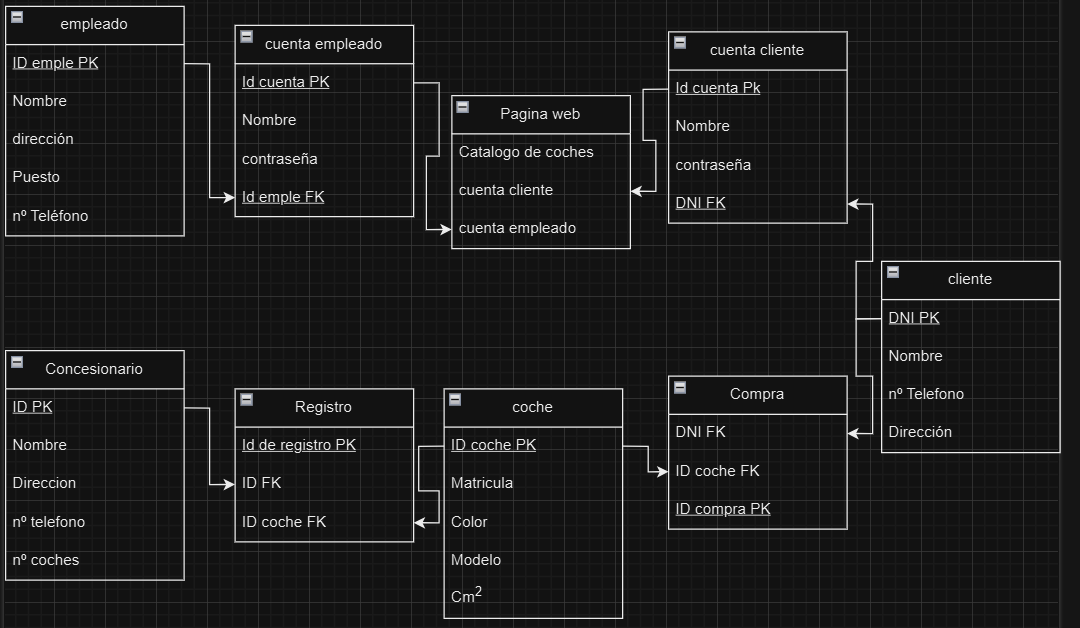 empleado
ID emple PK
Nombre
dirección
Puesto
nº Teléfono
cuenta empleado
Id cuenta PK
Nombre
contraseña
Id emple FK
Pagina web
Catalogo de coches
cuenta cliente
cuenta empleado
cuenta cliente
Id cuenta Pk
Nombre
contraseña
DNI FK
cliente
DNI PK
Nombre
nº Telefono
Dirección
Concesionario
ID PK
Nombre
Direccion
nº telefono
nº coches
Registro
Id de registro PK
ID FK
ID coche FK
coche
ID coche PK
Matricula
Color
Modelo
Cm²
Compra
DNI FK
ID coche FK
ID compra PK